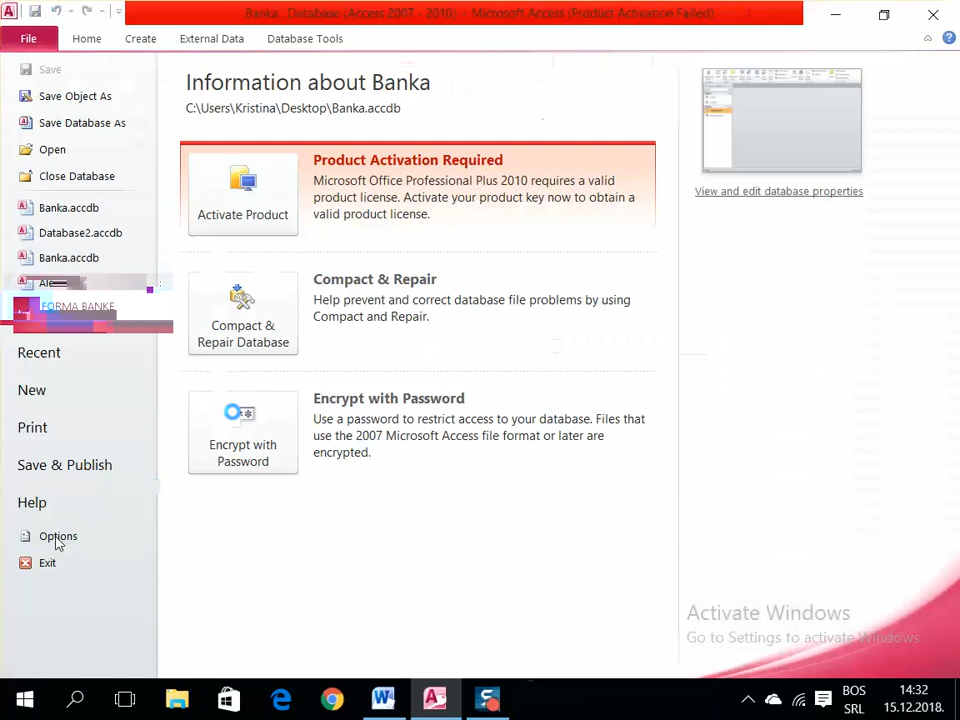 Banka : Database (Access 2007 - 2010) - Microsoft Access (Product Activation Failed)
File
Home
Create
External Data
Database Tools
Save
Save Object As
Save Database As
Open
Close Database
Banka.accdb
Database2.accdb
Banka.accdb
FORMA BANKE
Recent
New
Print
Save & Publish
Help
Options
Exit
Information about Banka
C:\Users\Kristina\Desktop\Banka.accdb
Activate Product
Product Activation Required
Microsoft Office Professional Plus 2010 requires a valid
product license. Activate your product key now to obtain a
valid product license.
Compact &
Repair Database
Compact & Repair
Help prevent and correct database file problems by using
Compact and Repair.
Encrypt with
Password
Encrypt with Password
Use a password to restrict access to your database. Files that
use the 2007 Microsoft Access file format or later are
encrypted.
View and edit database properties
Activate Windows
Go to Settings to activate Windows.
BOS
SRL
14:32
15.12.2018.